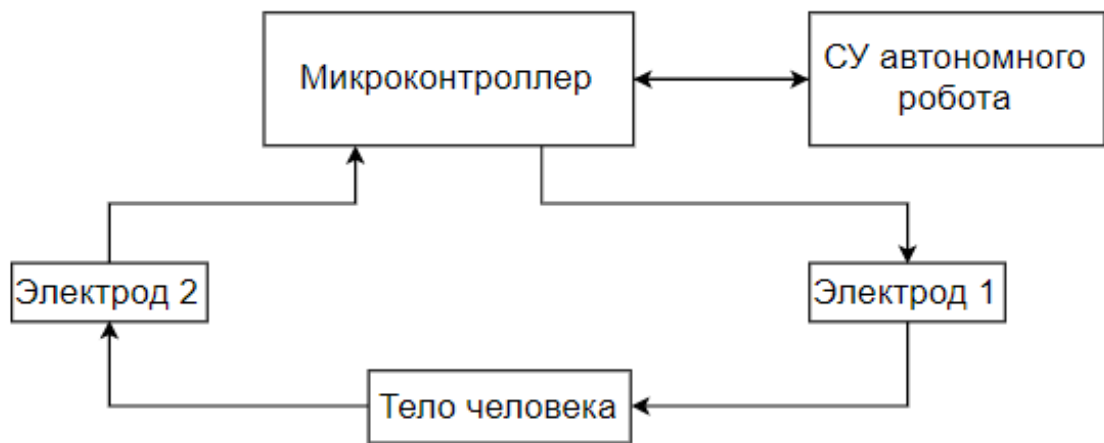 Микроконтроллер
СУ автономного
робота
Электрод 2
Электрод 1
Тело человека